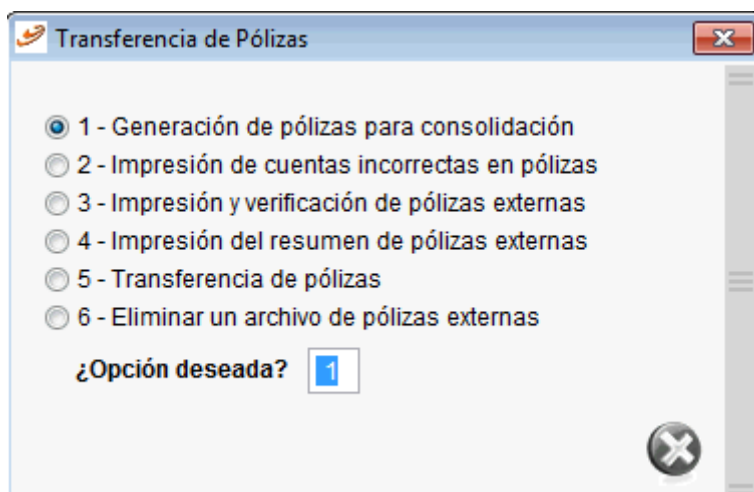 Transferencia de Pólizas
1 - Generación de pólizas para consolidación
2 - Impresión de cuentas incorrectas en pólizas
3 - Impresión y verificación de pólizas externas
4 - Impresión del resumen de pólizas externas
5 - Transferencia de pólizas
6 - Eliminar un archivo de pólizas externas
¿Opción deseada? 1